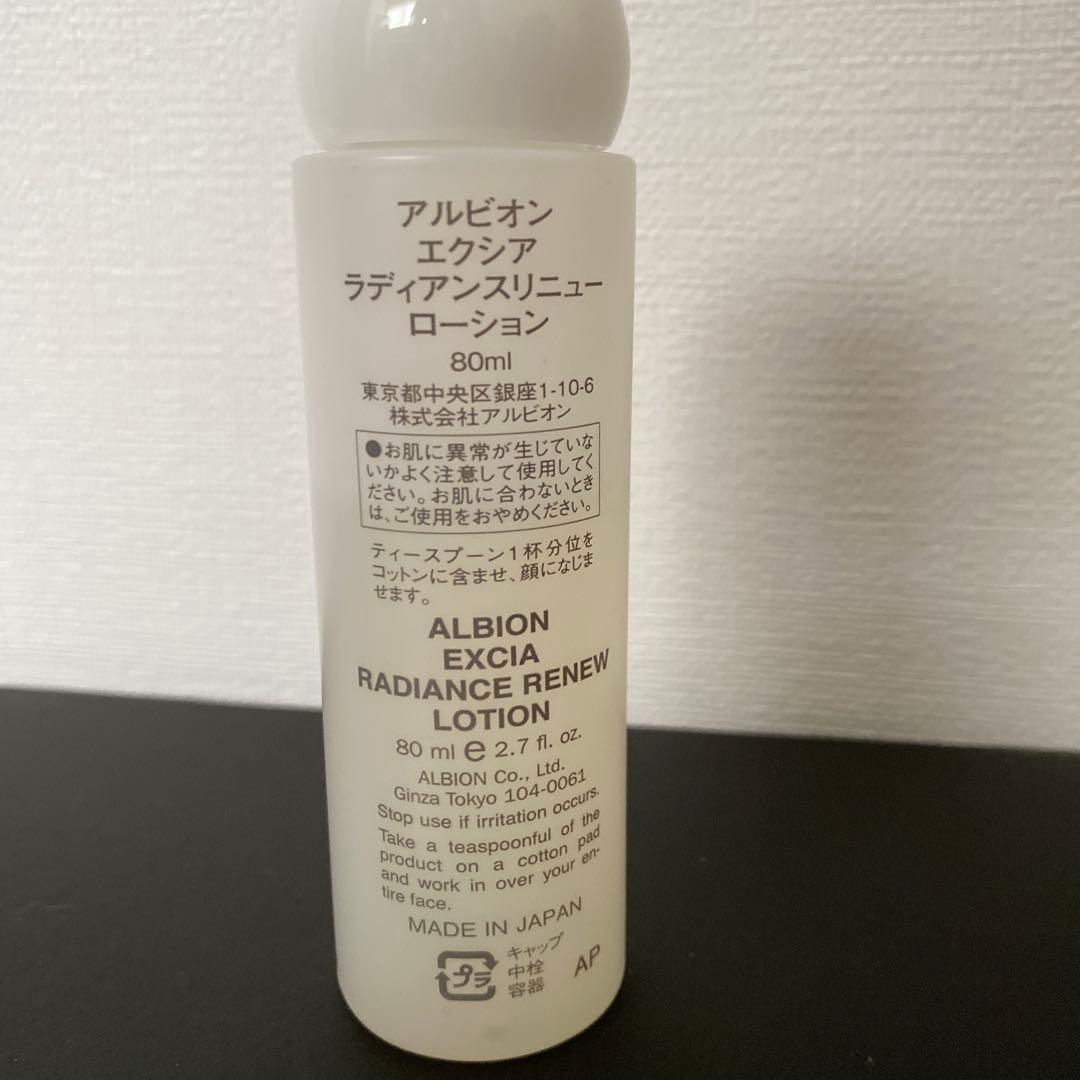 アルビオン
エクシア
ラディアンスリニュー
ローション
80ml
東京都中央区銀座1-10-6
株式会社アルビオン
●お肌に異常が生じていな
いかよく注意して使用してく
ださい。お肌に合わないとき
は、ご使用をおやめください。
ティースプーン1杯分位を
コットンに含ませ、顔になじま
せます。
ALBION
EXCIA
RADIANCE RENEW
LOTION
80 ml e 2.7 fl. oz.
ALBION Co., Ltd.
Ginza Tokyo 104-0061
Stop use if irritation occurs.
Take a teaspoonful of the
product on a cotton pad
and work in over your en-
tire face.
MADE IN JAPAN
プラ
キャップ
中栓
容器
AP